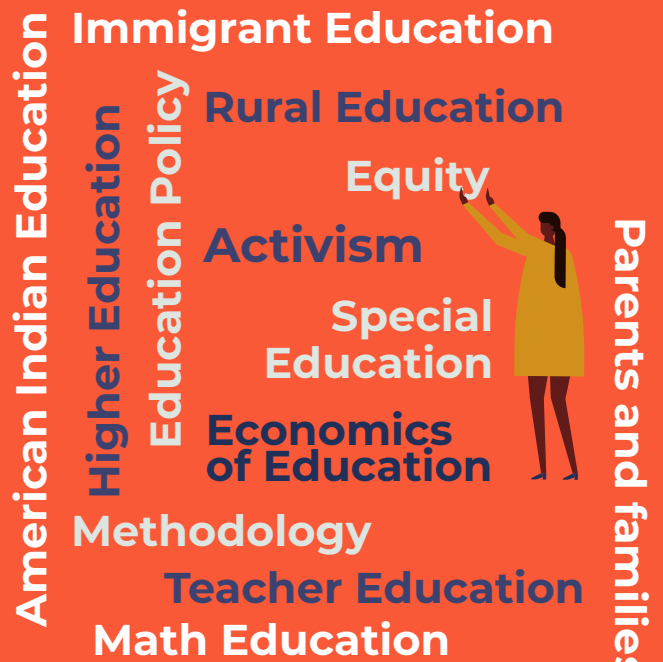 Immigrant Education
American Indian Education
Higher Education
Education Policy
Rural Education
Equity
Activism
Special
Education
Economics
of Education
Parents and families
Methodology
Teacher Education
Math Education